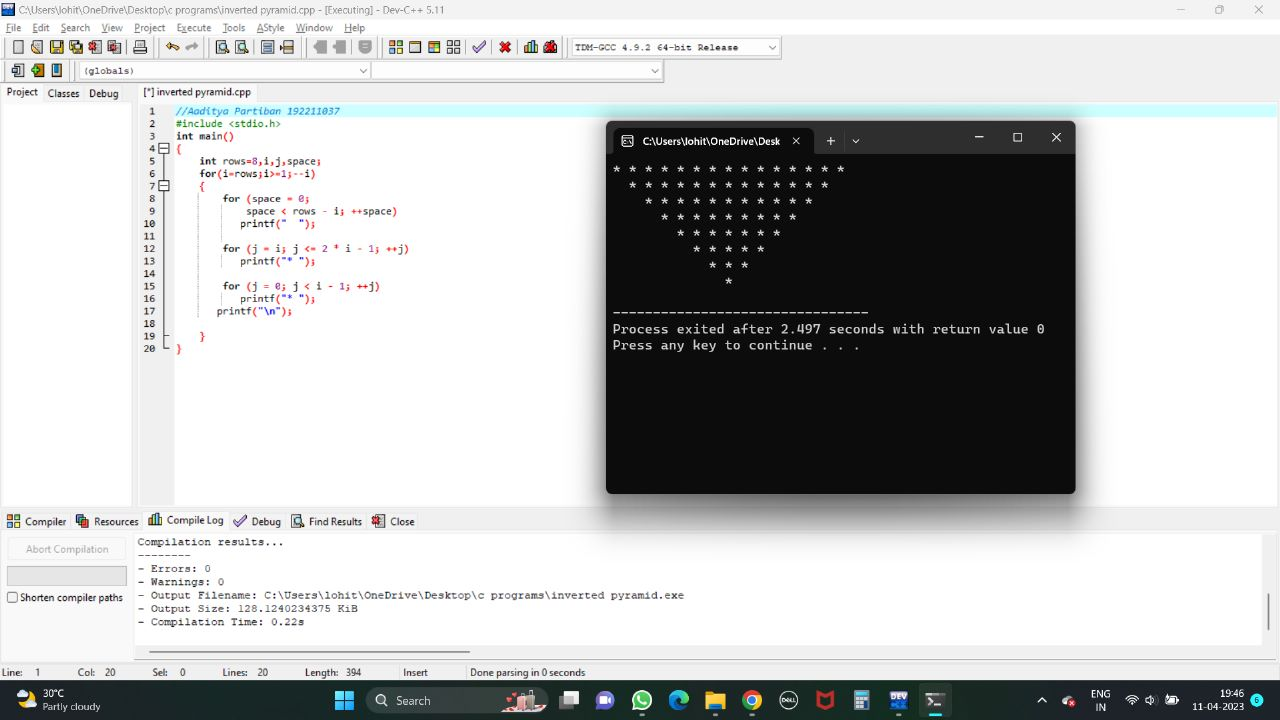 C:\Users\lohit\OneDrive\Desktop\c programs\inverted pyramid.cpp - [Executing] - Dev-C++ 5.11
File Edit Search View Project Execute Tools AStyle Window Help
TDM-GCC 4.9.2 64-bit Release
(globals)
Project Classes Debug
[*] inverted pyramid.cpp
1 //Aaditya Partiban 192211037
2 #include <stdio.h>
3 int main()
4 {
5 int rows=8,i,j,space;
6 for(i=rows;i>=1;--i)
7 {
8 for (space = 0;
9 space < rows - i; ++space)
10 printf("  ");
11
12 for (j = i; j <= 2 * i - 1; ++j)
13 printf("* ");
14
15 for (j = 0; j < i - 1; ++j)
16 printf("* ");
17 printf("\n");
18
19 }
20 }
C:\Users\lohit\OneDrive\Desk
* * * * * * * * * * * * * * *
* * * * * * * * * * * * *
* * * * * * * * * * *
* * * * * * * * *
* * * * * * *
* * * * *
* * *
*
--------------------------------
Process exited after 2.497 seconds with return value 0
Press any key to continue . . .
Compiler Resources Compile Log Debug Find Results Close
Abort Compilation
Shorten compiler paths
Compilation results...
--------
- Errors: 0
- Warnings: 0
- Output Filename: C:\Users\lohit\OneDrive\Desktop\c programs\inverted pyramid.exe
- Output Size: 128.1240234375 KiB
- Compilation Time: 0.22s
Line: 1 Col: 20 Sel: 0 Lines: 20 Length: 394 Insert Done parsing in 0 seconds
30°C
Partly cloudy
Search
DELL
DEV
ENG
IN
19:46
11-04-2023
6